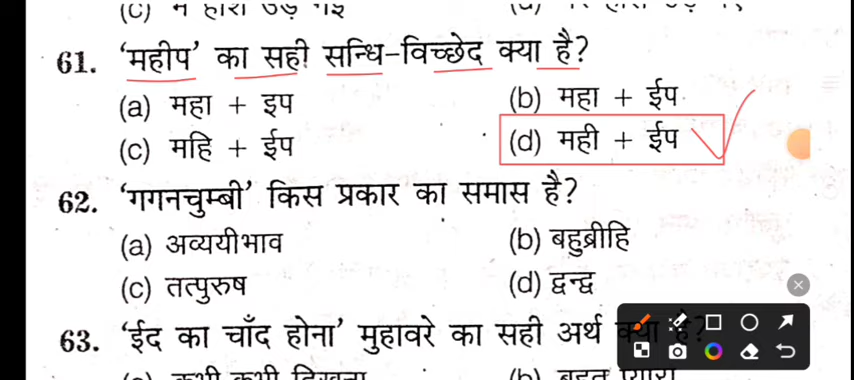 61. ‘महीप’ का सही सन्धि-विच्छेद क्या है?
(a) महा + इप (b) महा + ईप
(c) महि + ईप (d) मही + ईप
62. ‘गगनचुम्बी’ किस प्रकार का समास है?
(a) अव्ययीभाव (b) बहुब्रीहि
(c) तत्पुरुष (d) द्वन्द्व
63. ‘ईद का चाँद होना’ मुहावरे का सही अर्थ क्या है?